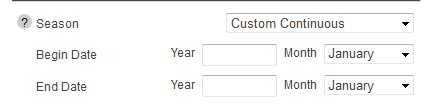 ? Season Custom Continuous
Begin Date Year Month January
End Date Year Month January